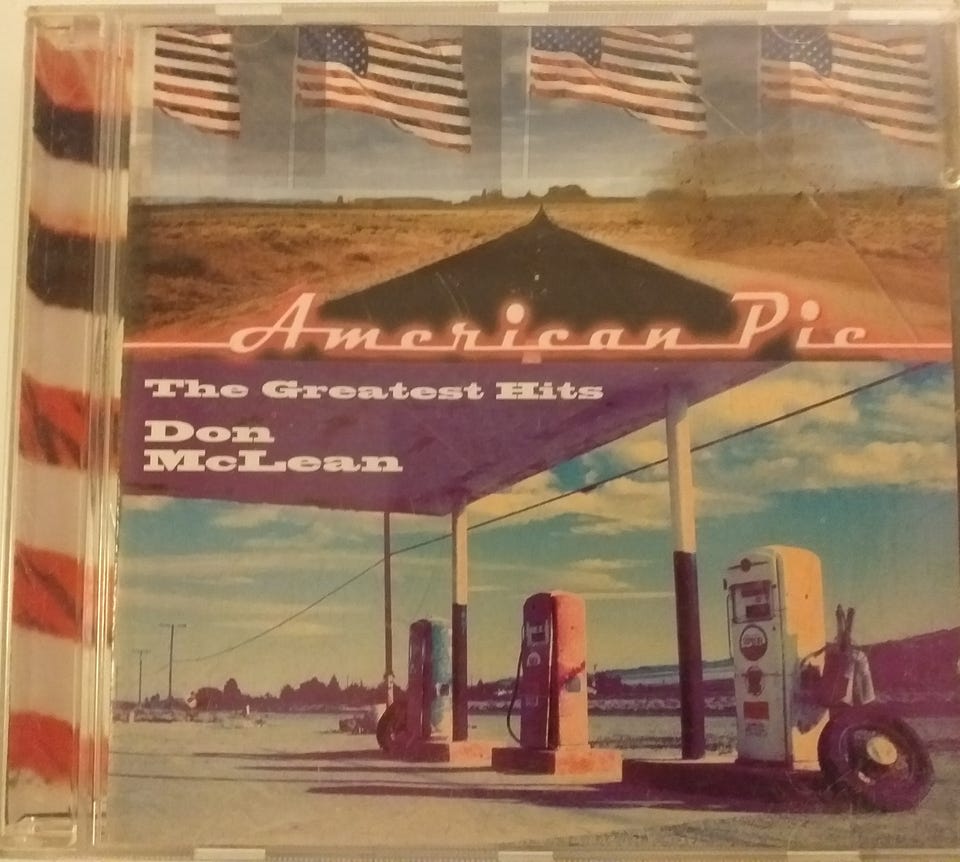 American Pie
The Greatest Hits
Don
McLean